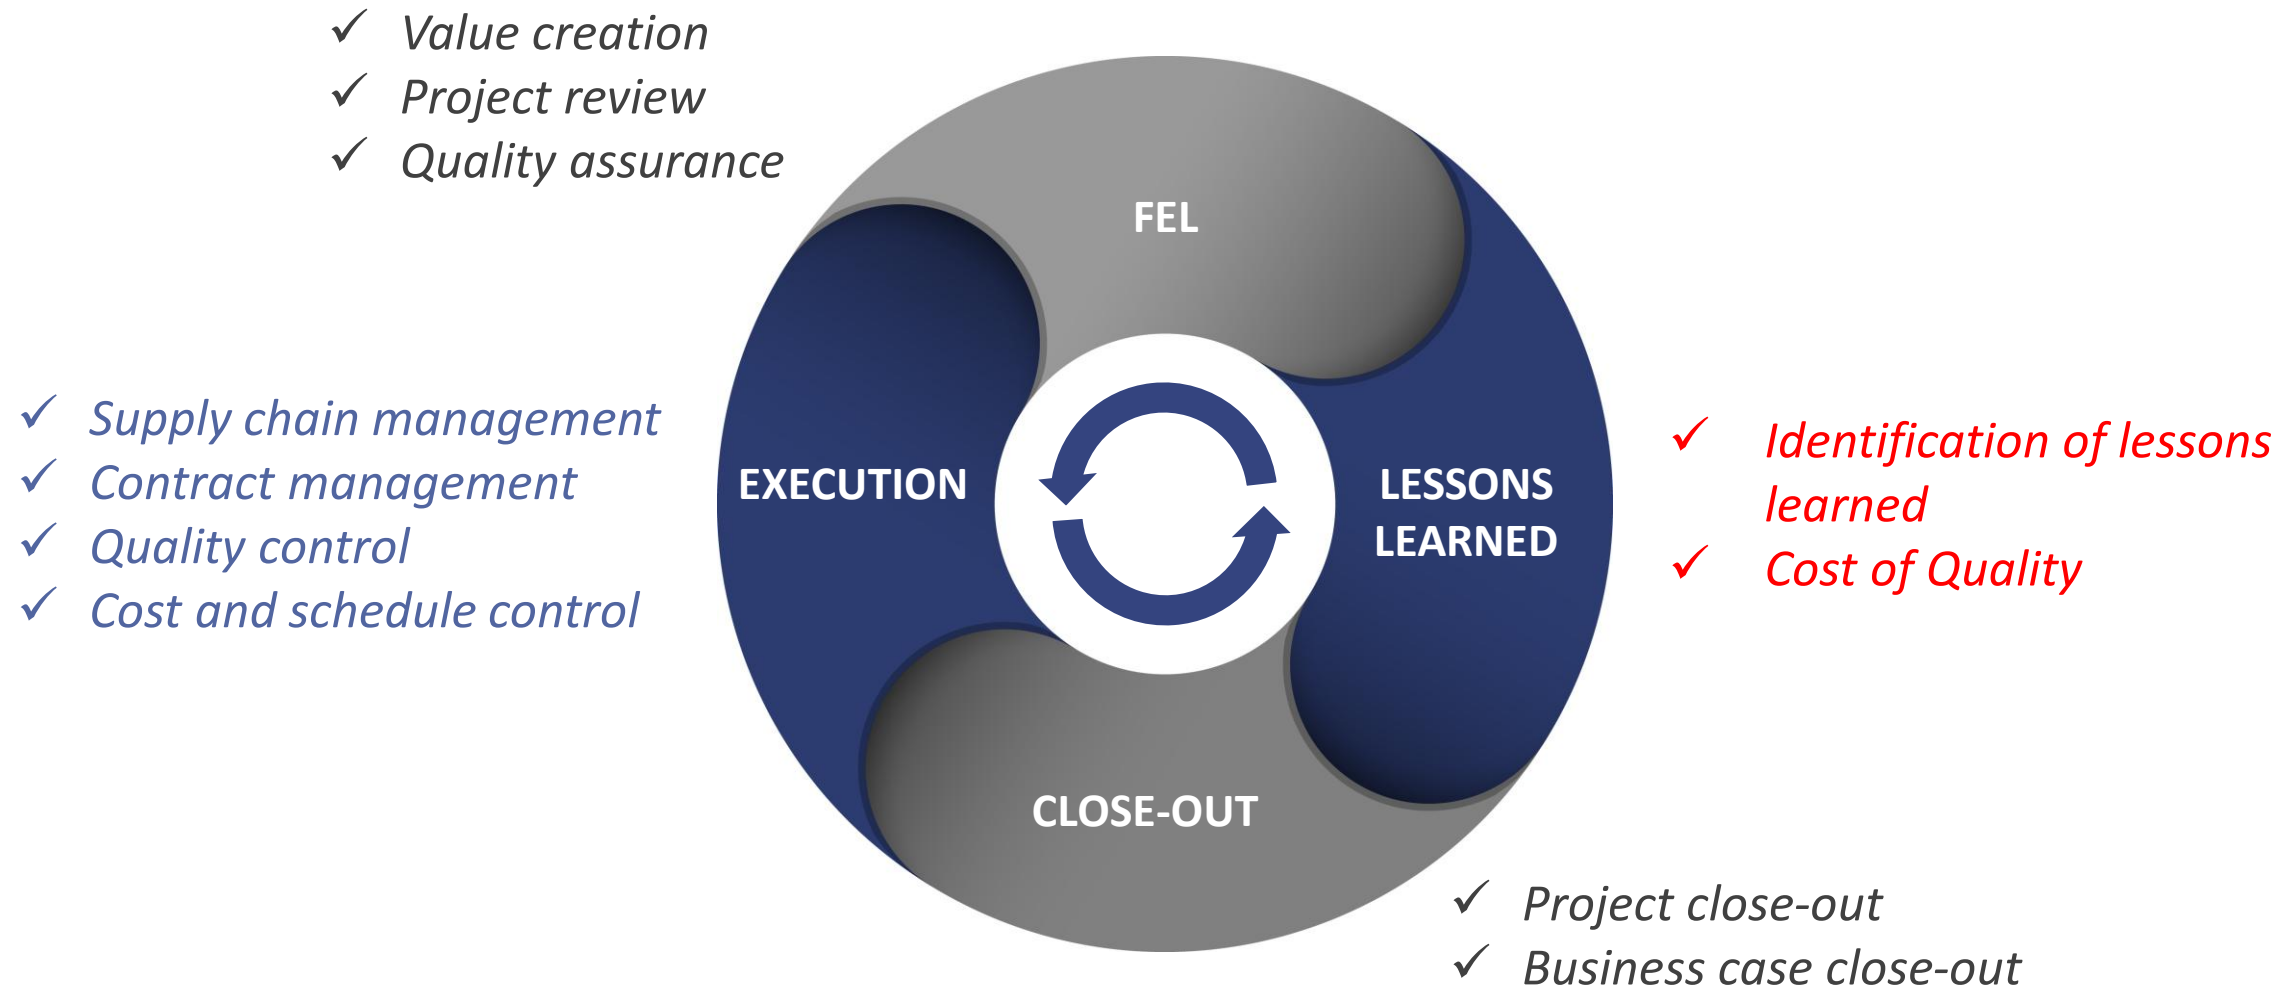 Value creation
Project review
Quality assurance
FEL
Supply chain management
Contract management
Quality control
Cost and schedule control
EXECUTION
LESSONS
LEARNED
Identification of lessons
learned
Cost of Quality
CLOSE-OUT
Project close-out
Business case close-out